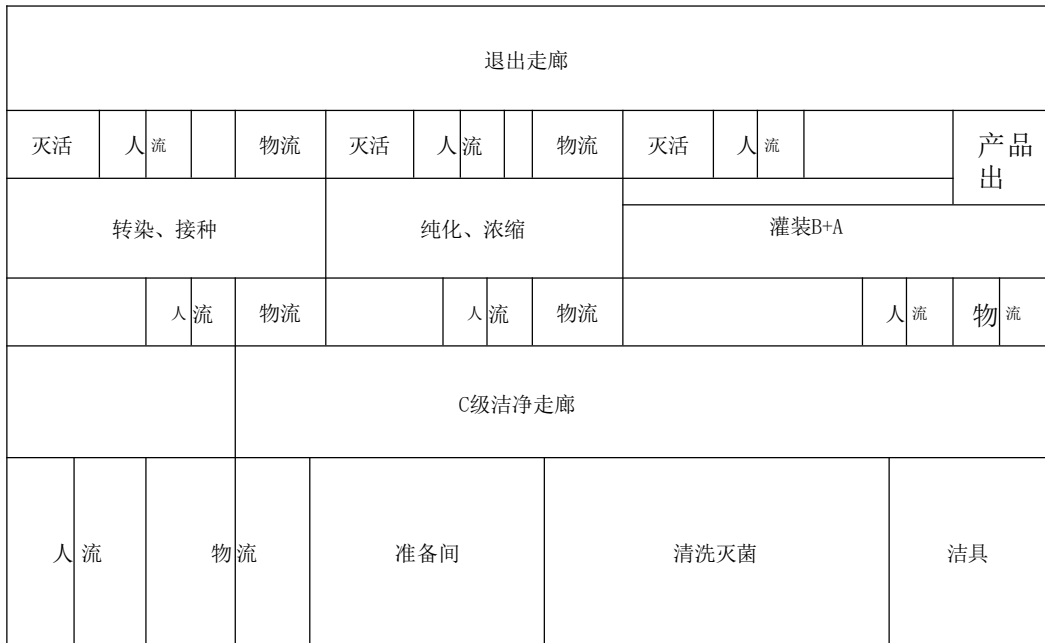 退出走廊
灭活 人流 物流 灭活 人流 物流 灭活 人流 产品
出
转染、接种 纯化、浓缩 灌装B+A
人流 物流 人流 物流 人流 物流
C级洁净走廊
人流 物流 准备间 清洗灭菌 洁具